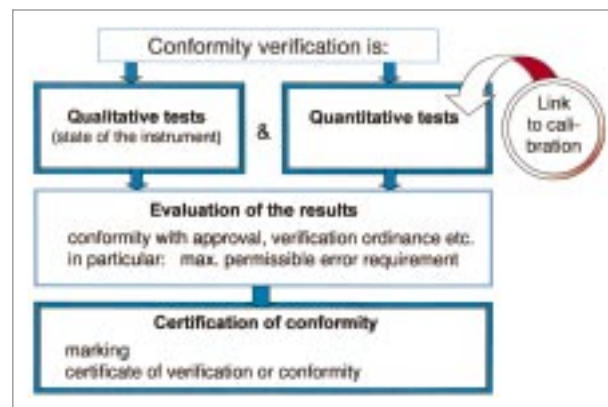 Conformity verification is:
Qualitative tests
(state of the instrument)
&
Quantitative tests
Link
to cali-
bration
Evaluation of the results
conformity with approval, verification ordinance etc.
in particular: max. permissible error requirement
Certification of conformity
marking
certificate of verification or conformity